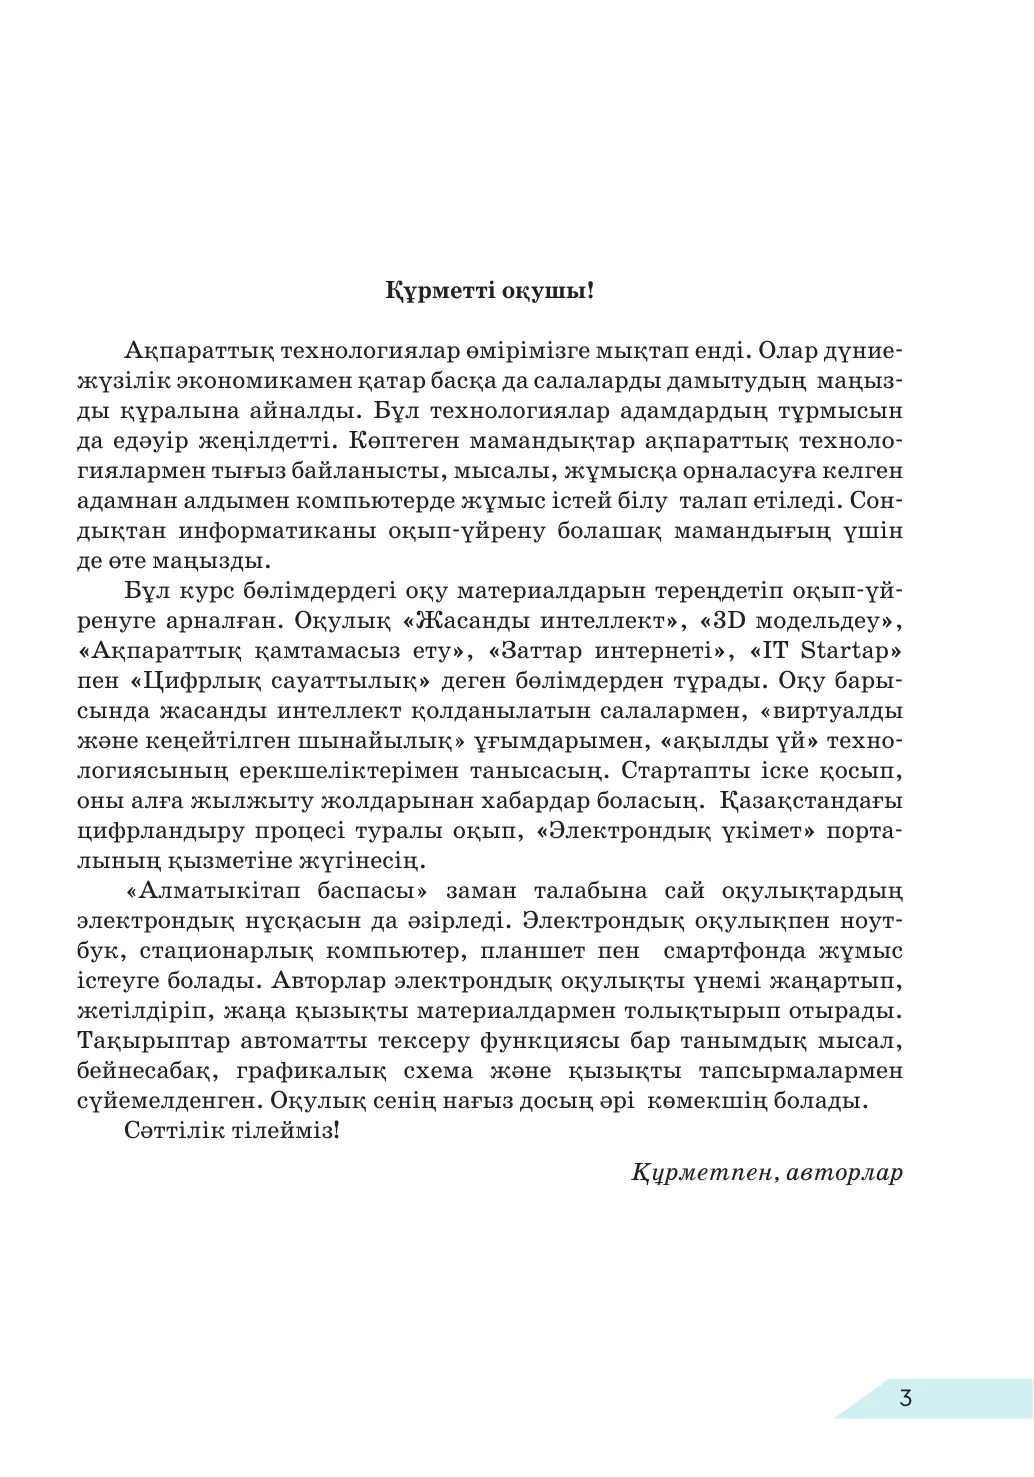 Құрметті оқушы!
Ақпараттық технологиялар өмірімізге мықтап енді. Олар дүние-
жүзілік экономикамен қатар басқа да салаларды дамытудың маңыз-
ды құралына айналды. Бұл технологиялар адамдардың тұрмысын
да едәуір жеңілдетті. Көптеген мамандықтар ақпараттық техноло-
гиялармен тығыз байланысты, мысалы, жұмысқа орналасуға келген
адамнан алдымен компьютерде жұмыс істей білу талап етіледі. Сон-
дықтан информатиканы оқып-үйрену болашақ мамандығың үшін
де өте маңызды.
Бұл курс бөлімдердегі оқу материалдарын тереңдетіп оқып-үй-
ренуге арналған. Оқулық «Жасанды интеллект», «3D модельдеу»,
«Ақпараттық қамтамасыз ету», «Заттар интернеті», «IT Startap»
пен «Цифрлық сауаттылық» деген бөлімдерден тұрады. Оқу бары-
сында жасанды интеллект қолданылатын салалармен, «виртуалды
және кеңейтілген шынайылық» ұғымдарымен, «ақылды үй» техно-
логиясының ерекшеліктерімен танысасың. Стартапты іске қосып,
оны алға жылжыту жолдарынан хабардар боласың. Қазақстандағы
цифрландыру процесі туралы оқып, «Электрондық үкімет» порта-
лының қызметіне жүгінесің.
«Алматыкітап баспасы» заман талабына сай оқулықтардың
электрондық нұсқасын да әзірледі. Электрондық оқулықпен ноут-
бук, стационарлық компьютер, планшет пен смартфонда жұмыс
істеуге болады. Авторлар электрондық оқулықты үнемі жаңартып,
жетілдіріп, жаңа қызықты материалдармен толықтырып отырады.
Тақырыптар автоматты тексеру функциясы бар танымдық мысал,
бейнесабақ, графикалық схема және қызықты тапсырмалармен
сүйемелденген. Оқулық сенің нағыз досың әрі көмекшің болады.
Сәттілік тілейміз!
Құрметпен, авторлар
3